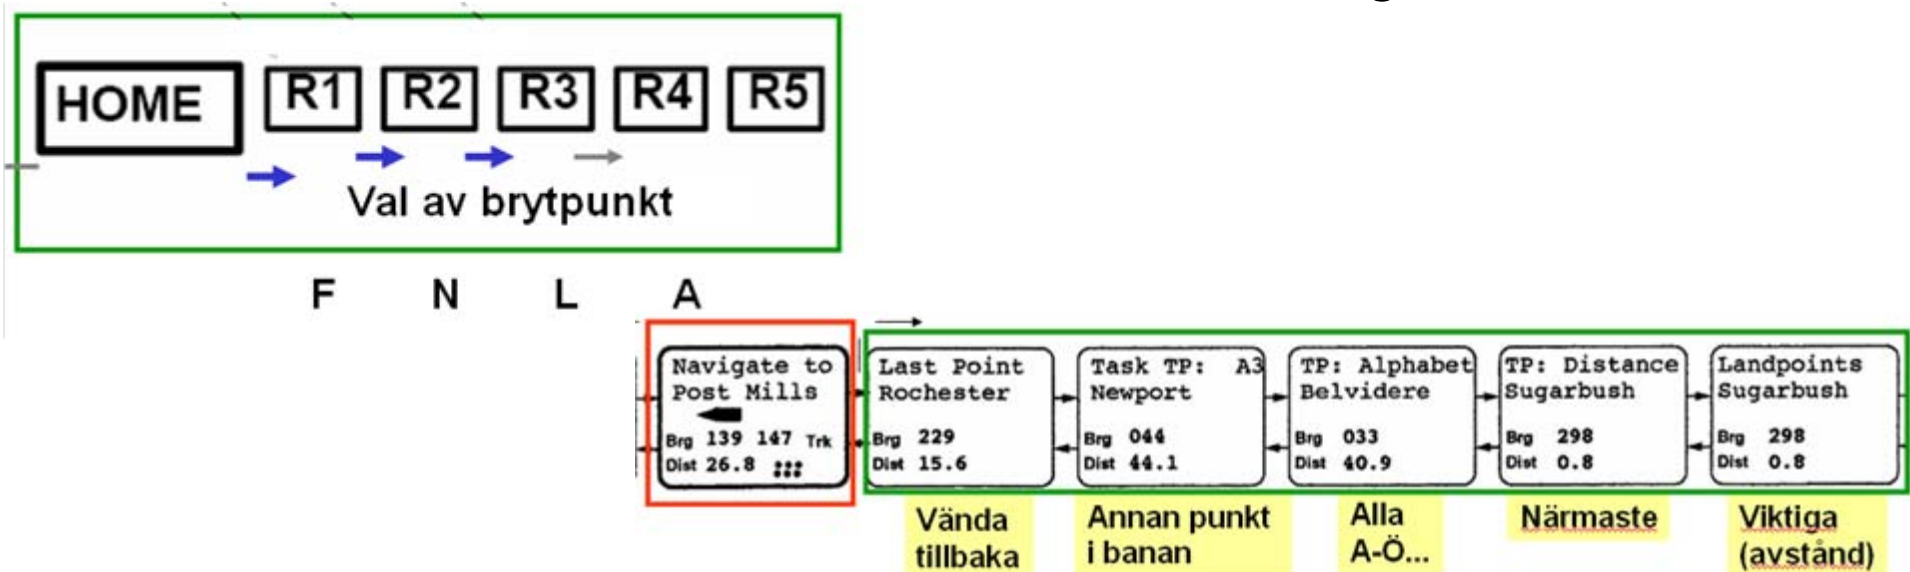 HOME R1 R2 R3 R4 R5
Val av brytpunkt
F N L A
Navigate to
Post Mills
Brg 139 147 Trk
Dist 26.8
Last Point
Rochester
Brg 229
Dist 15.6
Task TP: A3
Newport
Brg 044
Dist 44.1
TP: Alphabet
Belvidere
Brg 033
Dist 40.9
TP: Distance
Sugarbush
Brg 298
Dist 0.8
Landpoints
Sugarbush
Brg 298
Dist 0.8
Vända
tillbaka
Annan punkt
i banan
Alla
A-Ö...
Närmaste
Viktiga
(avstånd)